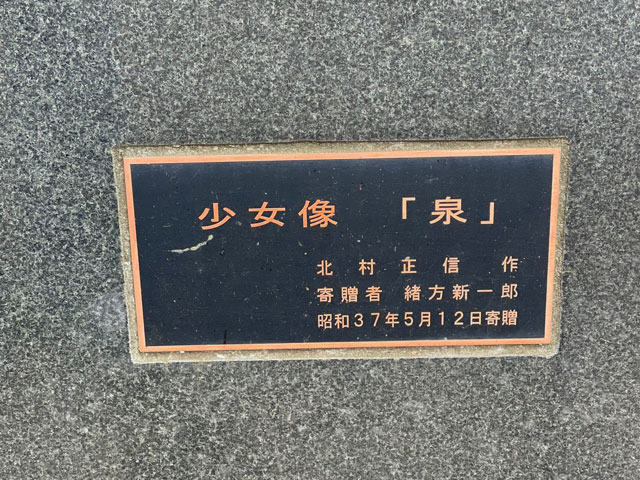 少女像 「泉」
北村正信 作
寄贈者 緒方新一郎
昭和37年5月12日寄贈